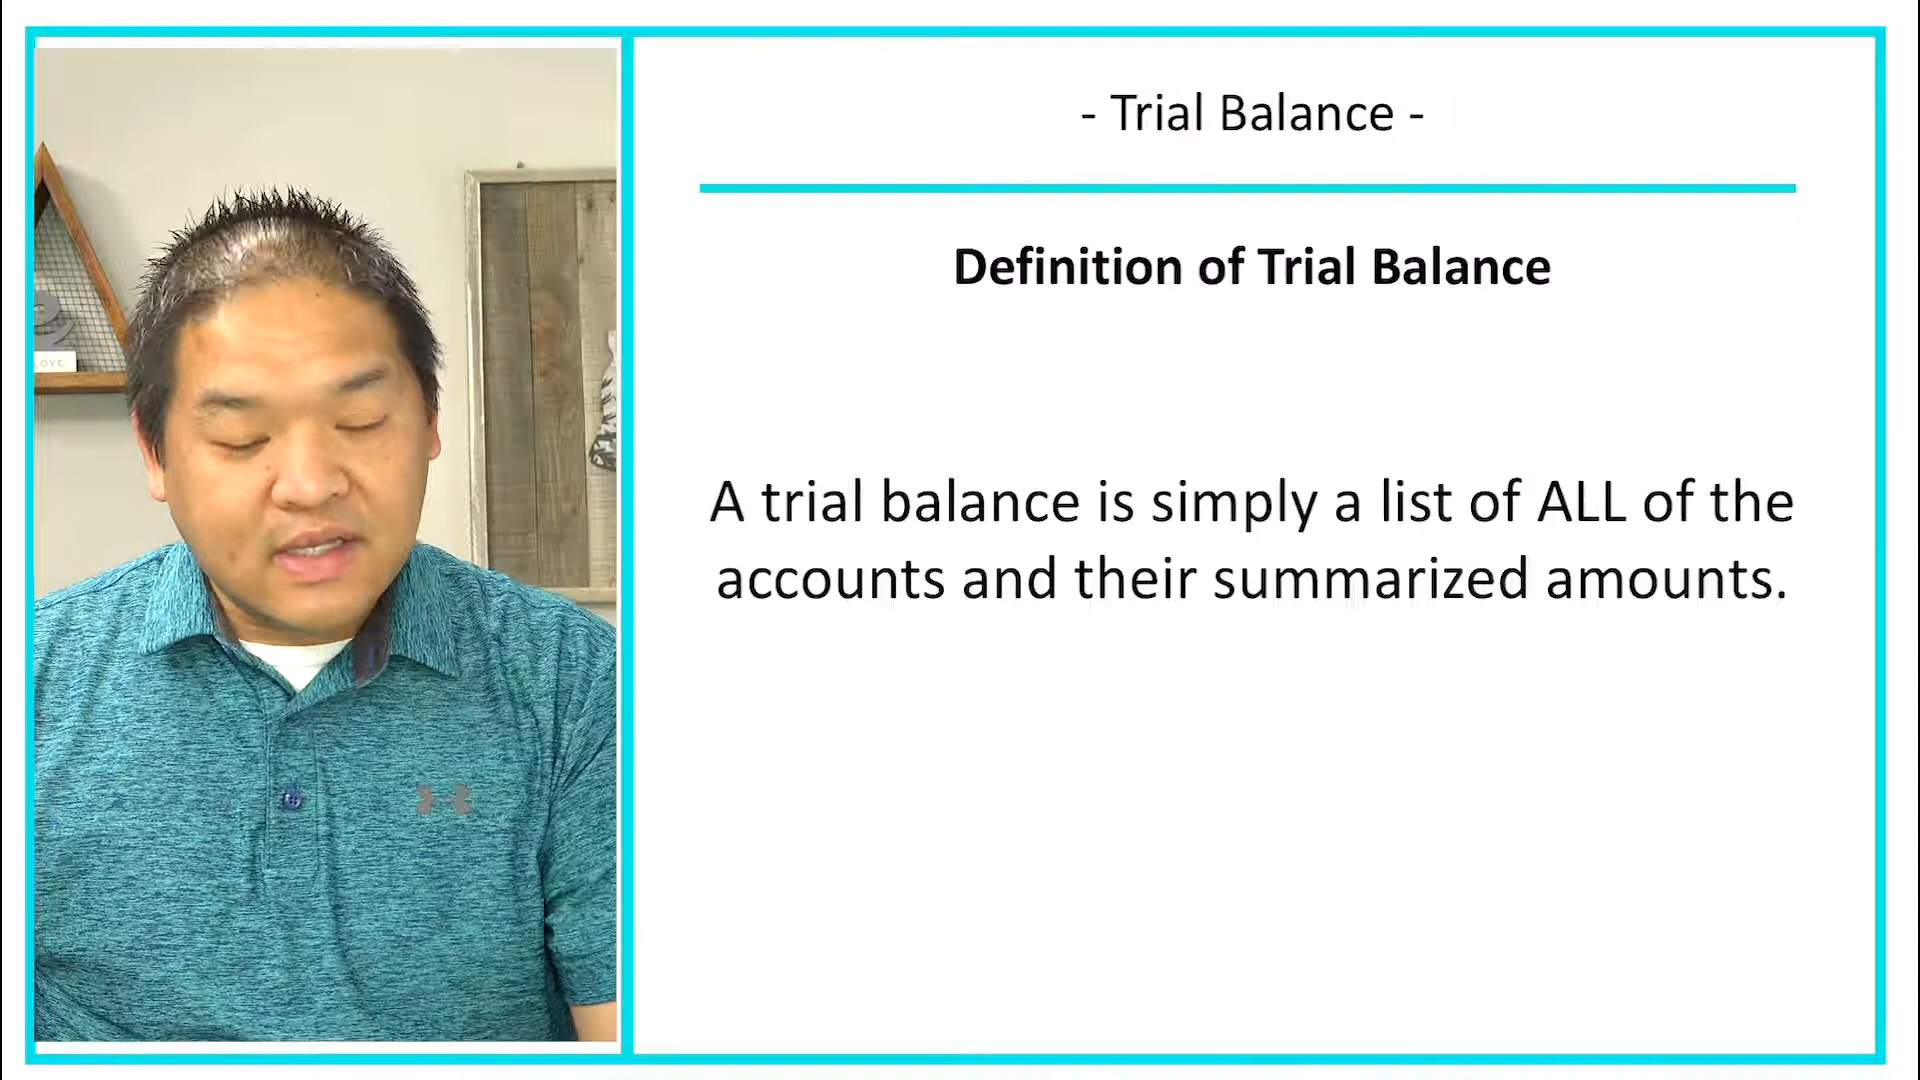 - Trial Balance -
Definition of Trial Balance
A trial balance is simply a list of ALL of the
accounts and their summarized amounts.
LOVE